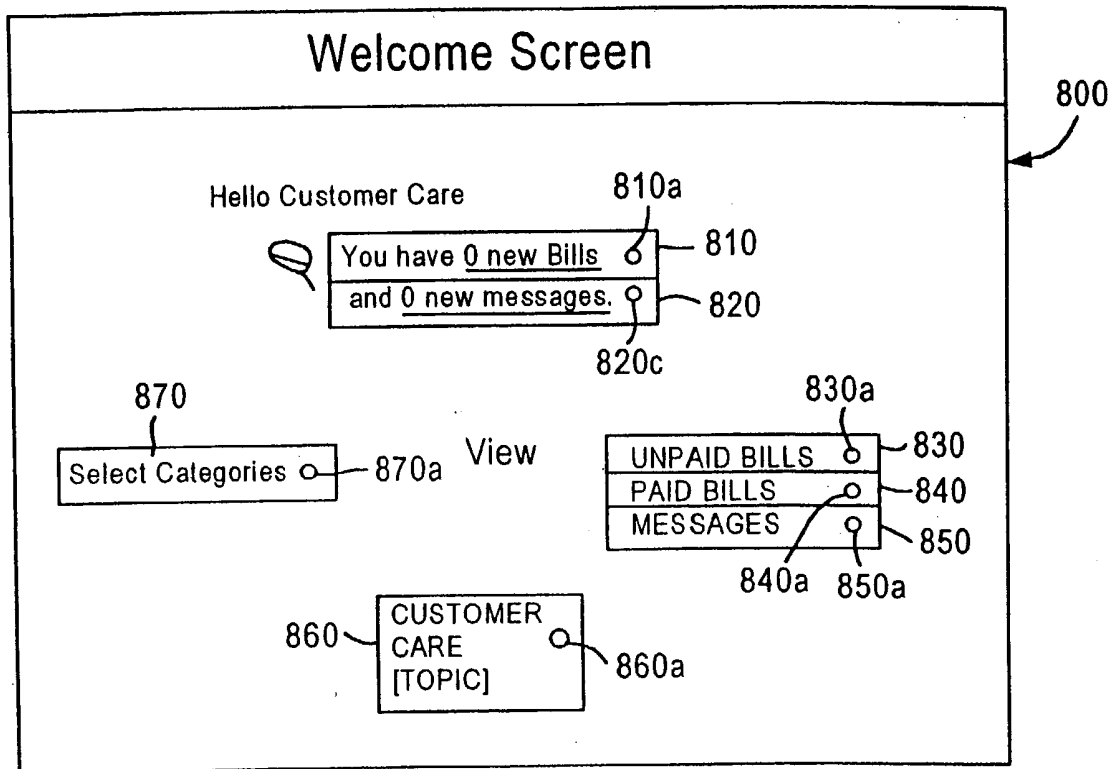 Welcome Screen
800
Hello Customer Care
810a
You have 0 new Bills
810
and 0 new messages.
820
820c
870
Select Categories
870a
View
830a
UNPAID BILLS
830
PAID BILLS
840
MESSAGES
850
840a
850a
860
CUSTOMER
CARE
[TOPIC]
860a